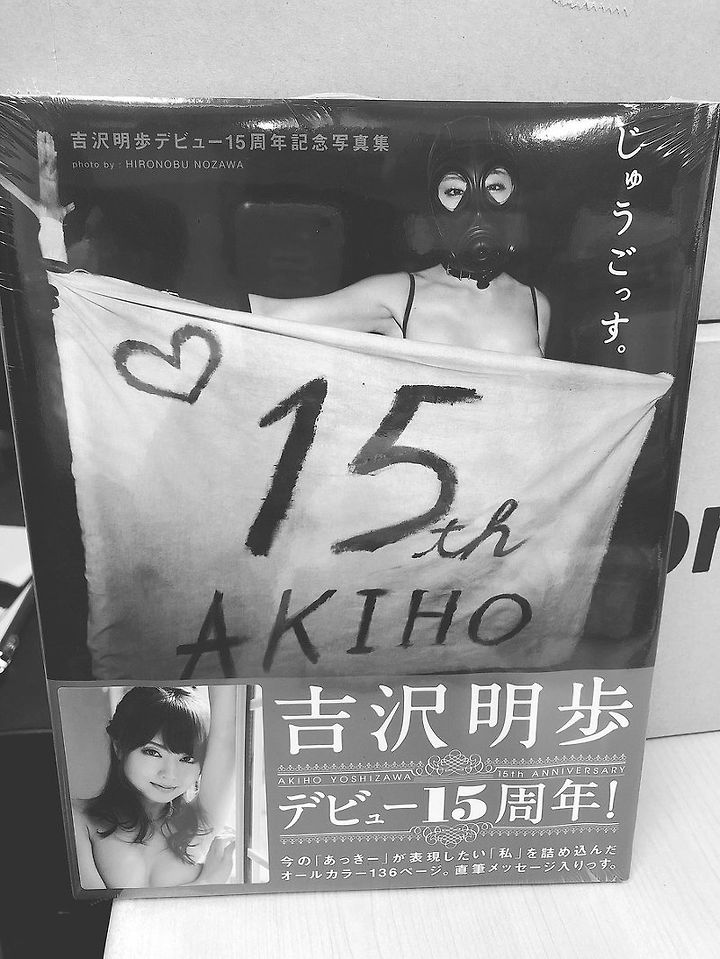 吉沢明歩デビュー15周年記念写真集
photo by : HIRONOBU NOZAWA
じゅうごっす。
15th
AKIHO
吉沢明歩
AKIHO YOSHIZAWA 15th ANNIVERSARY
デビュー15周年!
今の「あっきー」が表現したい「私」を詰め込んだ
オールカラー136ページ。直筆メッセージ入りっす。